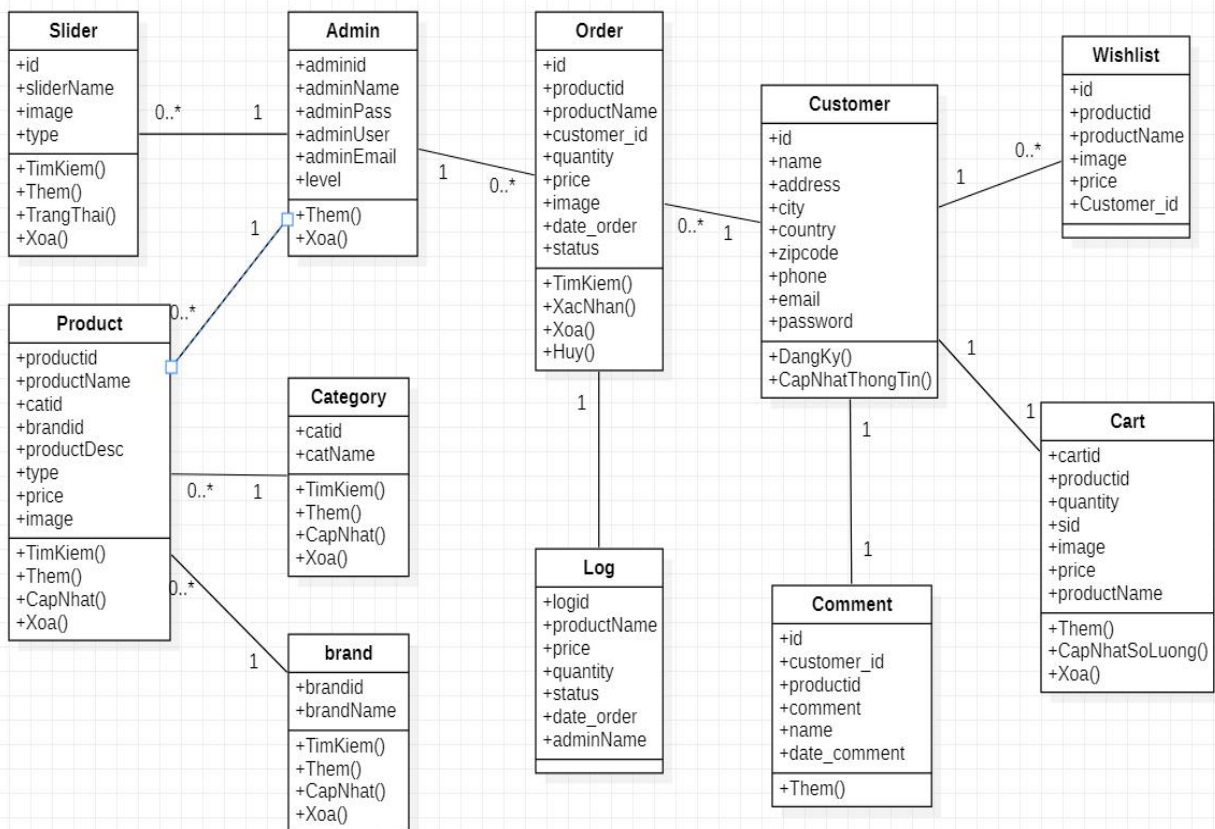 Slider
+id
+sliderName
+image
+type
+TimKiem()
+Them()
+TrangThai()
+Xoa()
0..*
1
Admin
+adminid
+adminName
+adminPass
+adminUser
+adminEmail
+level
+Them()
+Xoa()
1
0..*
1
0..*
Order
+id
+productid
+productName
+customer_id
+quantity
+price
+image
+date_order
+status
+TimKiem()
+XacNhan()
+Xoa()
+Huy()
0..*
1
Customer
+id
+name
+address
+city
+country
+zipcode
+phone
+email
+password
+DangKy()
+CapNhatThongTin()
1
0..*
Wishlist
+id
+productid
+productName
+image
+price
+Customer_id
Product
+productid
+productName
+catid
+brandid
+productDesc
+type
+price
+image
+TimKiem()
+Them()
+CapNhat()
+Xoa()
0..*
1
Category
+catid
+catName
+TimKiem()
+Them()
+CapNhat()
+Xoa()
0..*
1
brand
+brandid
+brandName
+TimKiem()
+Them()
+CapNhat()
+Xoa()
1
Log
+logid
+productName
+price
+quantity
+status
+date_order
+adminName
1
1
Comment
+id
+customer_id
+productid
+comment
+name
+date_comment
+Them()
1
1
Cart
+cartid
+productid
+quantity
+sid
+image
+price
+productName
+Them()
+CapNhatSoLuong()
+Xoa()